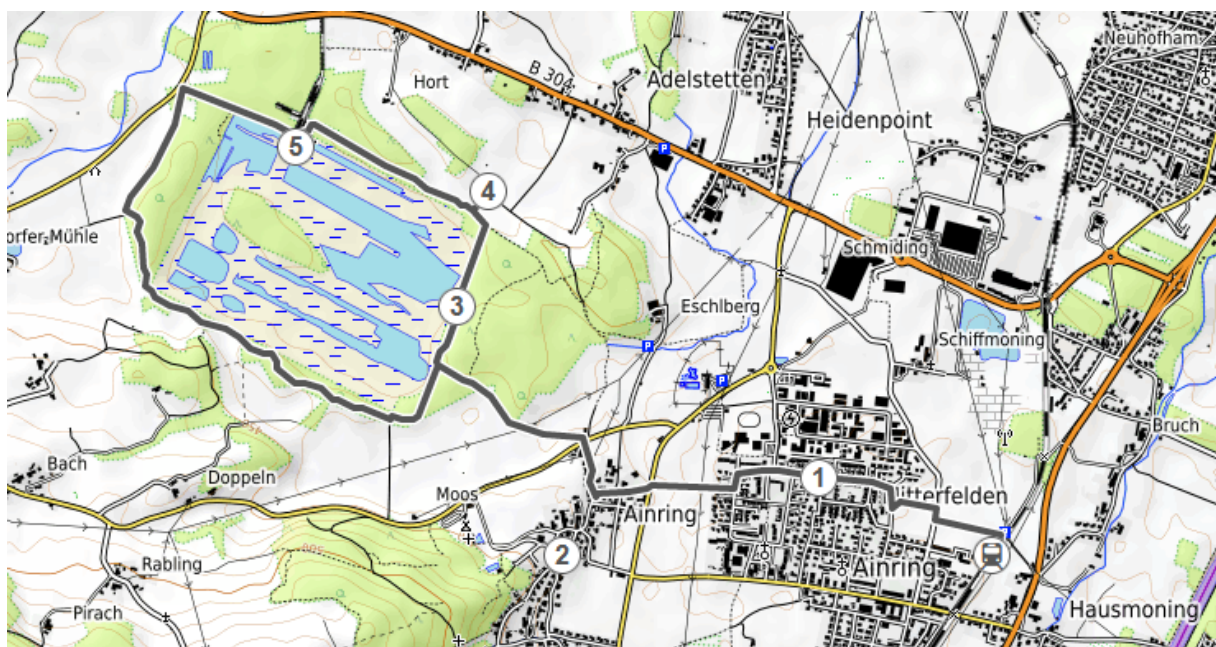 Neuhofham
Hort
B 304
Adelstetten
Heidenpoint
5
4
orfer-Mühle
Schmiding
P
3
Eschlberg
Schiffmoning
P
P
Bruch
Bach
Doppeln
Moos
1
itterfelden
Ainring
2
Rabling
Ainring
Pirach
Hausmoning